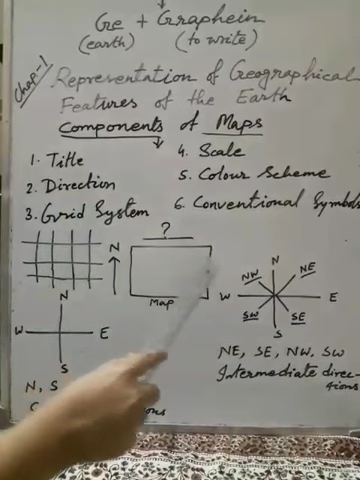 Ge + Graphein
(earth) (to write)
Chap-1
Representation of Geographical
Features of the Earth
Components of Maps
1. Title
2. Direction
3. Grid System
4. Scale
5. Colour Scheme
6. Conventional Symbols
?
N
Map
N
W E
S
N, S
N
NW NE
W E
SW SE
S
NE, SE, NW, SW
Intermediate direc-
tions